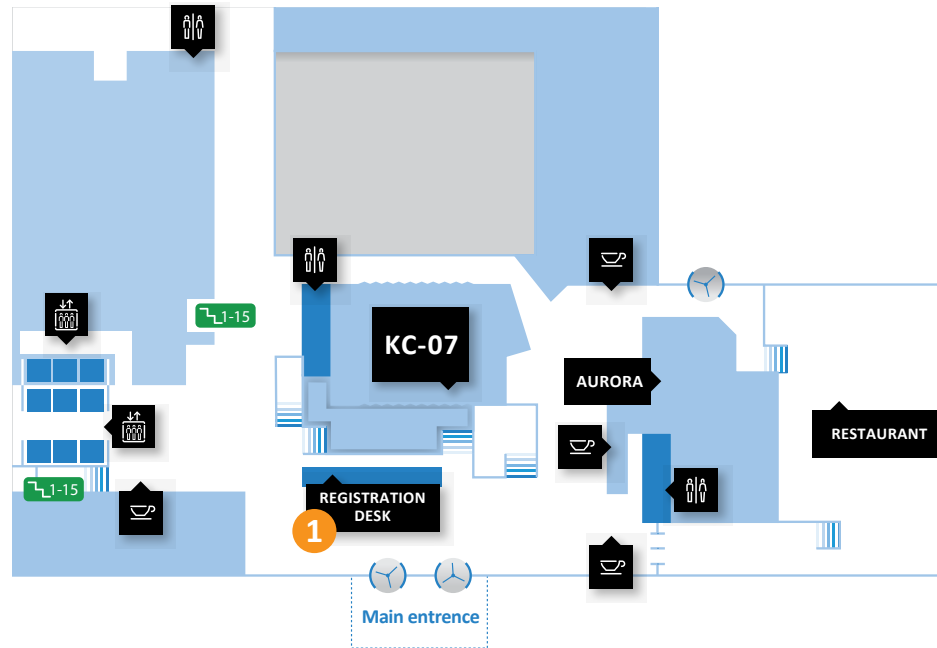 1-15
KC-07
AURORA
RESTAURANT
1-15
REGISTRATION
DESK
1
Main entrence